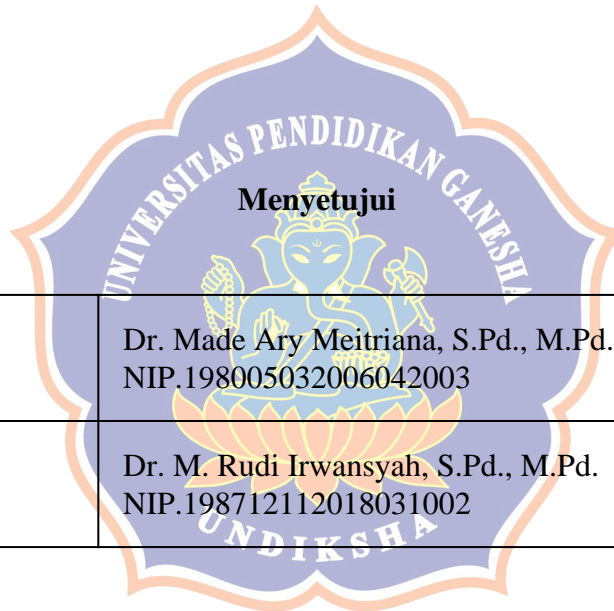 UNIVERSITAS PENDIDIKAN GANESHA
Menyetujui
Dr. Made Ary Meitriana, S.Pd., M.Pd.
NIP.198005032006042003
Dr. M. Rudi Irwansyah, S.Pd., M.Pd.
NIP.198712112018031002
UNDIKSHA